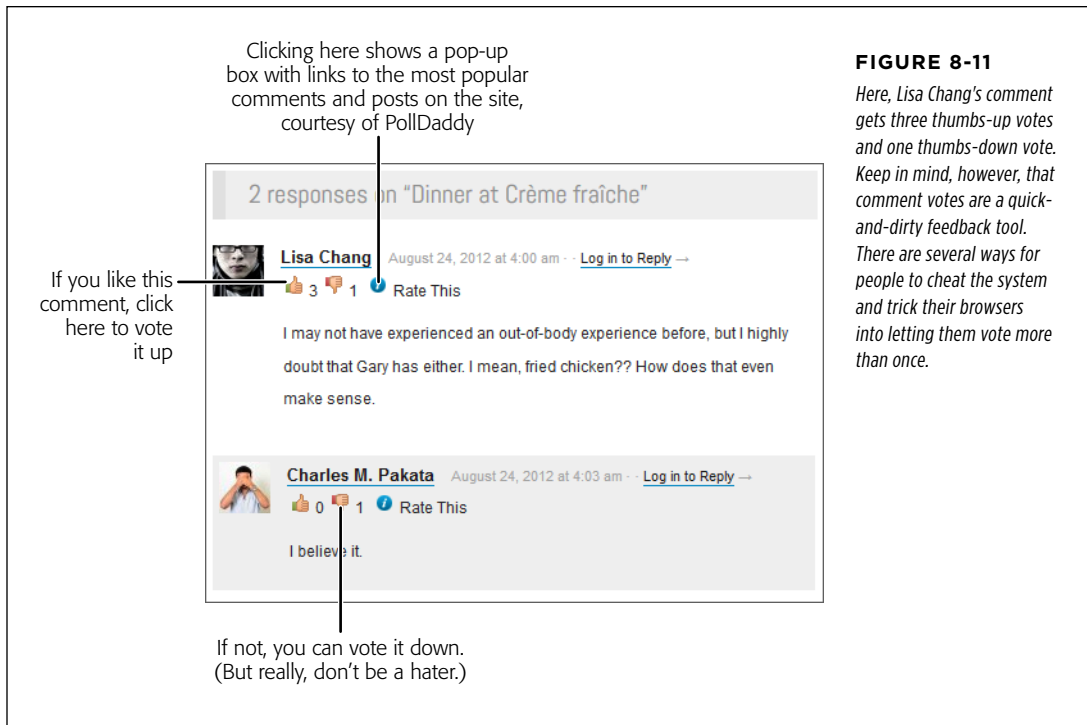 Clicking here shows a pop-up
box with links to the most popular
comments and posts on the site,
courtesy of PollDaddy
FIGURE 8-11
Here, Lisa Chang's comment
gets three thumbs-up votes
and one thumbs-down vote.
Keep in mind, however, that
comment votes are a quick-
and-dirty feedback tool.
There are several ways for
people to cheat the system
and trick their browsers
into letting them vote more
than once.
2 responses on “Dinner at Crème fraîche”
Lisa Chang August 24, 2012 at 4:00 am · · Log in to Reply →
3 1 Rate This
If you like this
comment, click
here to vote
it up
I may not have experienced an out-of-body experience before, but I highly
doubt that Gary has either. I mean, fried chicken?? How does that even
make sense.
Charles M. Pakata August 24, 2012 at 4:03 am · · Log in to Reply →
0 1 Rate This
I believe it.
If not, you can vote it down.
(But really, don’t be a hater.)